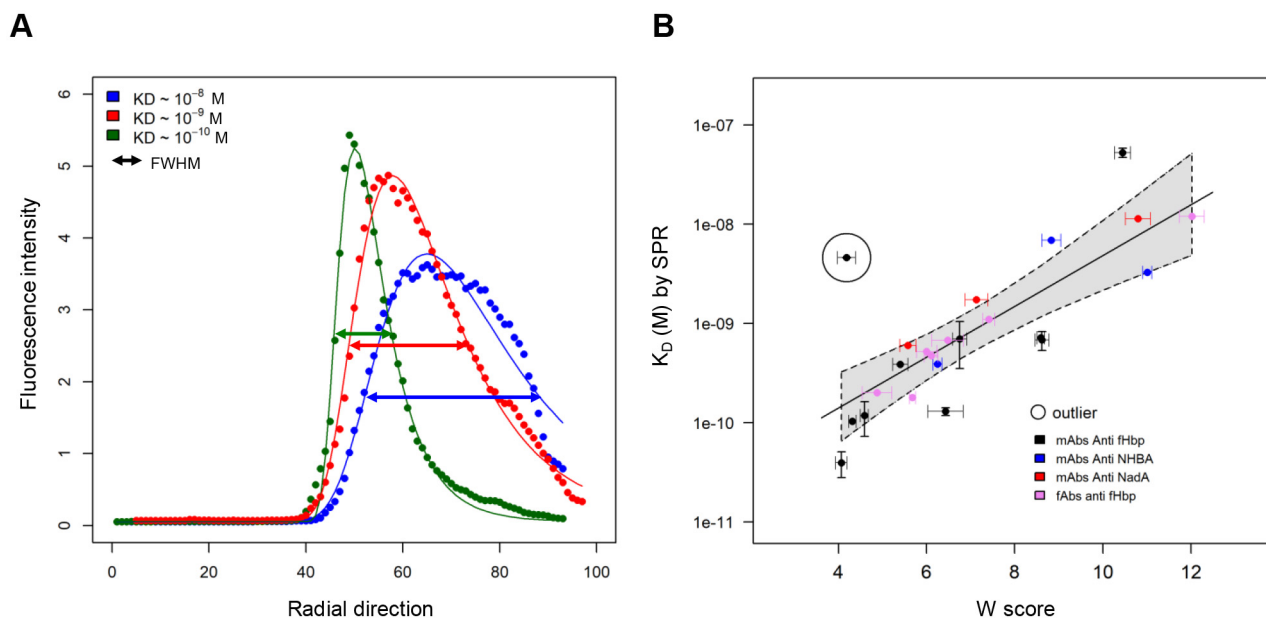 A
6
5
4
3
2
1
0
Fluorescence intensity
KD ~ 10⁻⁸ M
KD ~ 10⁻⁹ M
KD ~ 10⁻¹⁰ M
FWHM
0 20 40 60 80 100
Radial direction
B
1e-07
1e-08
1e-09
1e-10
1e-11
K_D (M) by SPR
outlier
mAbs Anti fHbp
mAbs Anti NHBA
mAbs Anti NadA
fAbs anti fHbp
4 6 8 10 12
W score